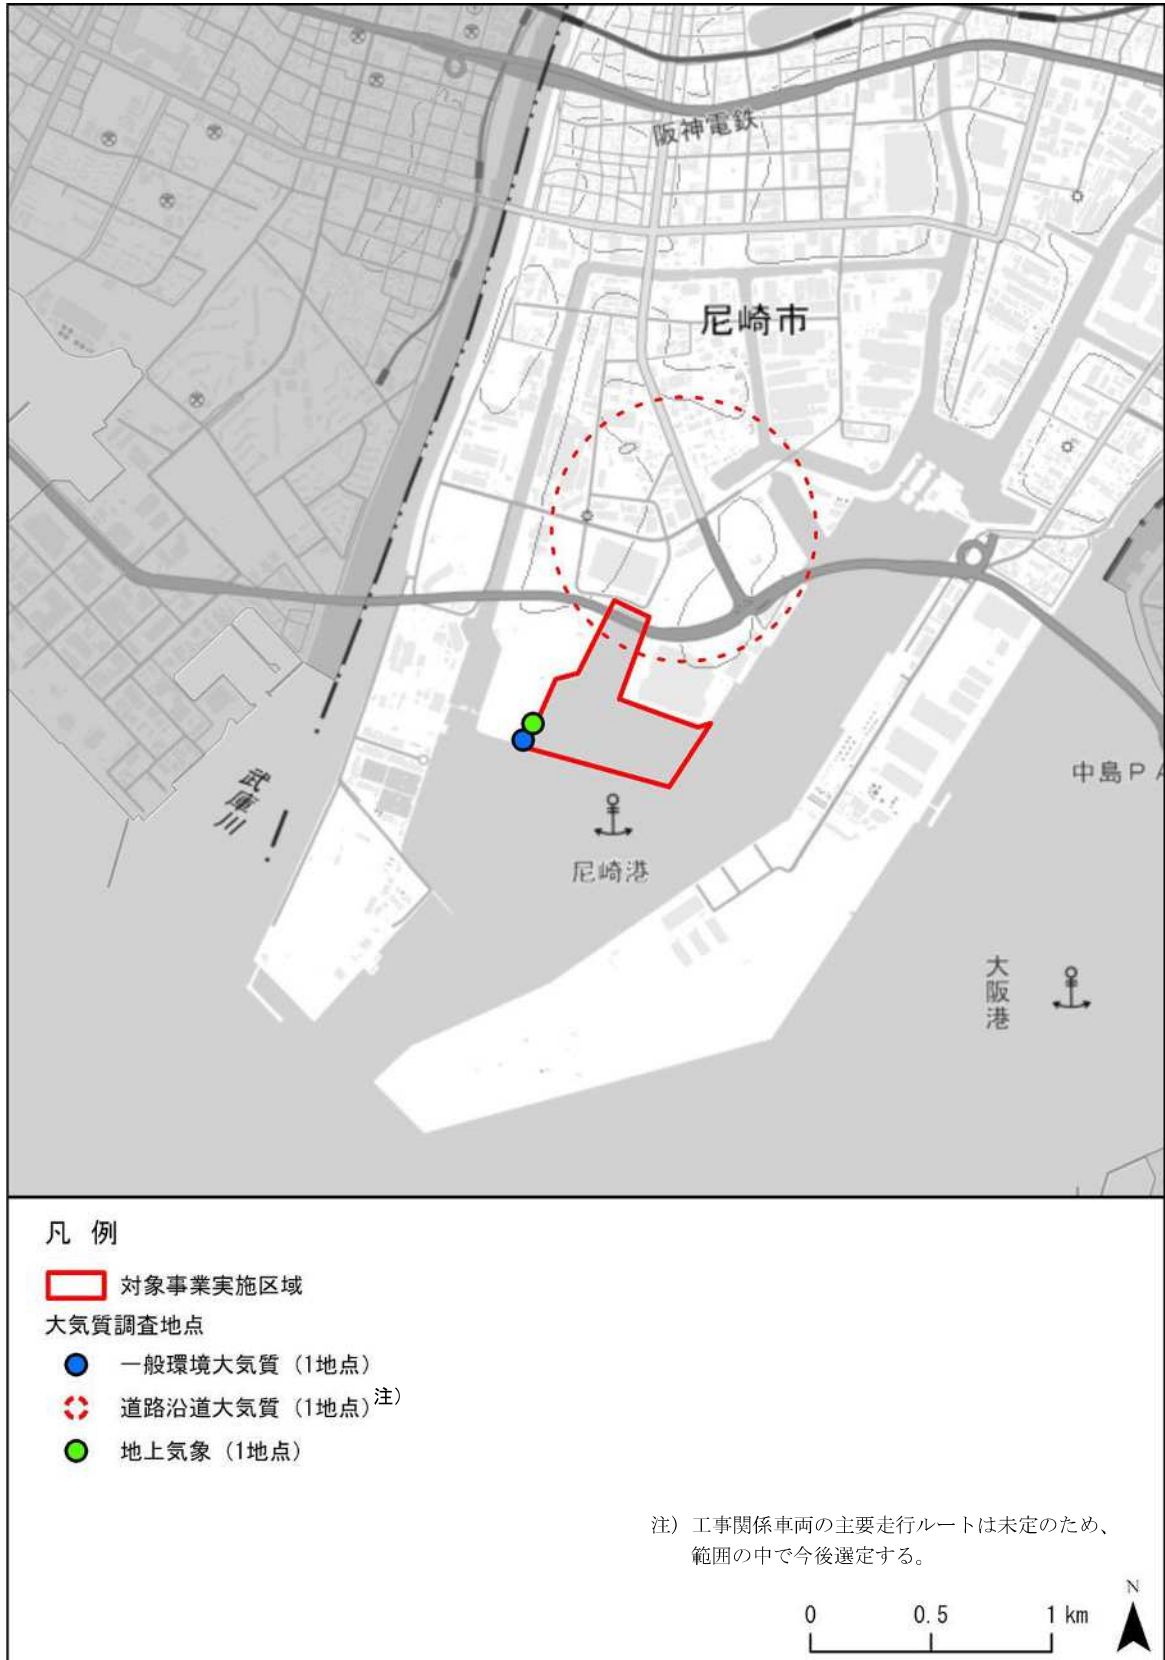 阪神電鉄
尼崎市
中島PA
武庫川
尼崎港
大阪港
凡 例
対象事業実施区域
大気質調査地点
一般環境大気質（1地点）
道路沿道大気質（1地点）注）
地上気象（1地点）
注）工事関係車両の主要走行ルートは未定のため、
範囲の中で今後選定する。
N
0 0.5 1 km